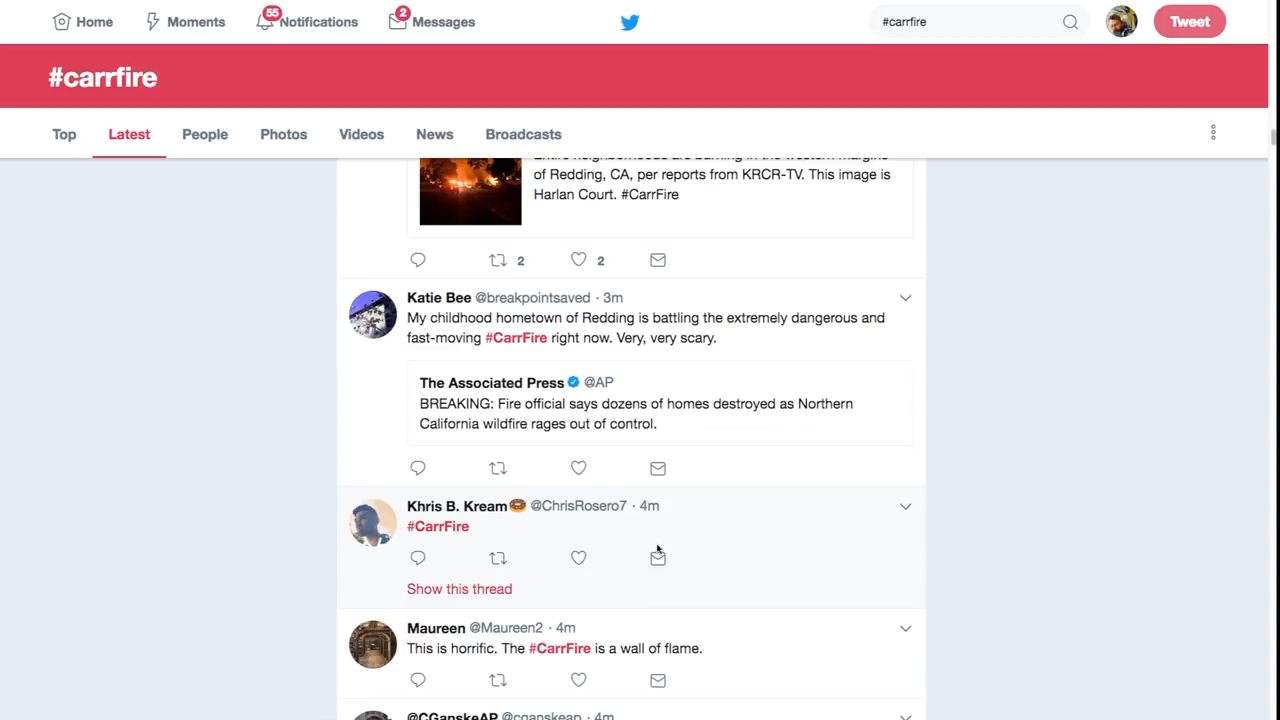 Home
Moments
55
Notifications
2
Messages
#carrfire
Tweet
#carrfire
Top
Latest
People
Photos
Videos
News
Broadcasts
Entire neighborhoods are burning in the western margins
of Redding, CA, per reports from KRCR-TV. This image is
Harlan Court. #CarrFire
2
2
Katie Bee @breakpointsaved · 3m
My childhood hometown of Redding is battling the extremely dangerous and
fast-moving #CarrFire right now. Very, very scary.
The Associated Press @AP
BREAKING: Fire official says dozens of homes destroyed as Northern
California wildfire rages out of control.
Khris B. Kream @ChrisRosero7 · 4m
#CarrFire
Show this thread
Maureen @Maureen2 · 4m
This is horrific. The #CarrFire is a wall of flame.
@CGanskeAP @cganskeap · 4m